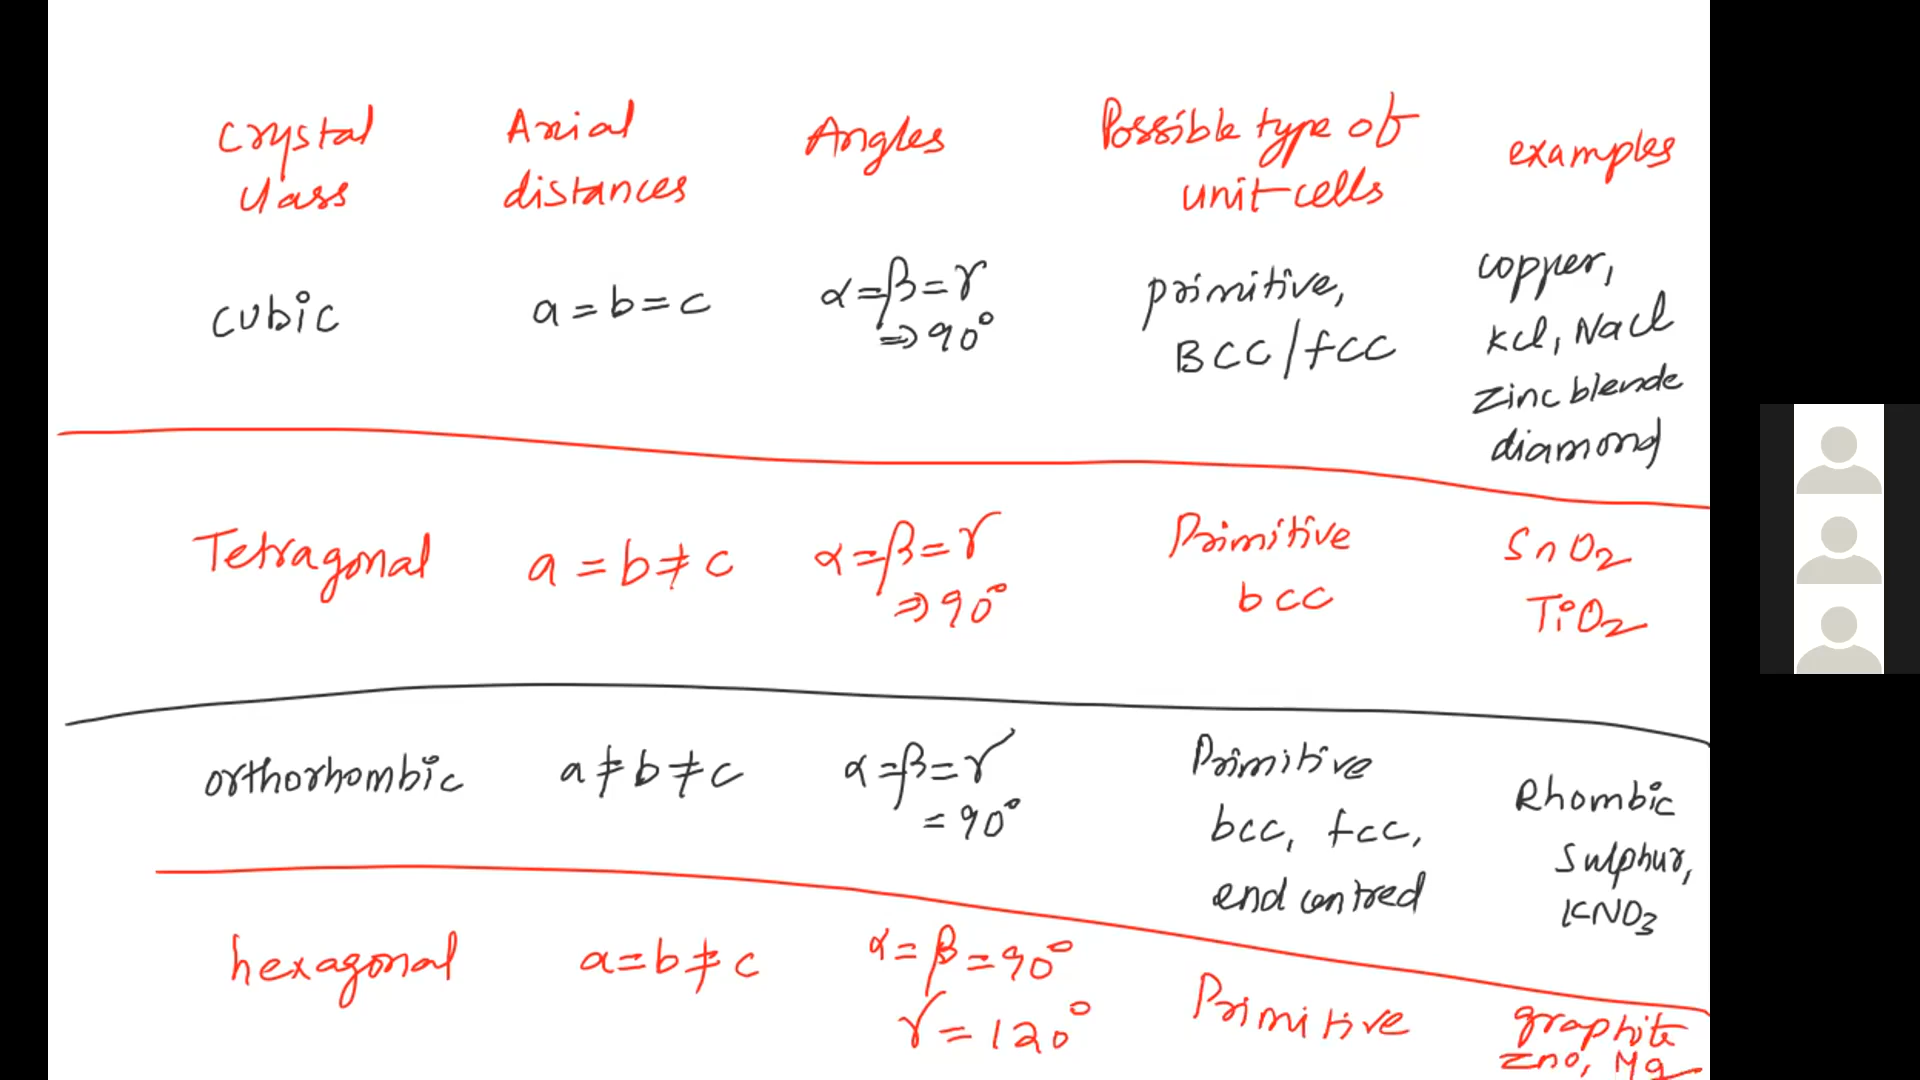 Crystal class Axial distances Angles Possible type of unit cells examples
cubic a = b = c α = β = γ ⇒ 90° primitive, BCC/fCC copper, KCl, NaCl Zinc blende diamond
Tetragonal a = b ≠ c α = β = γ ⇒ 90° Primitive bcc SnO2 TiO2
orthorhombic a ≠ b ≠ c α = β = γ = 90° Primitive bcc, fcc, end centred Rhombic Sulphur, KNO3
hexagonal a = b ≠ c α = β = 90° γ = 120° Primitive graphite ZnO, Mg